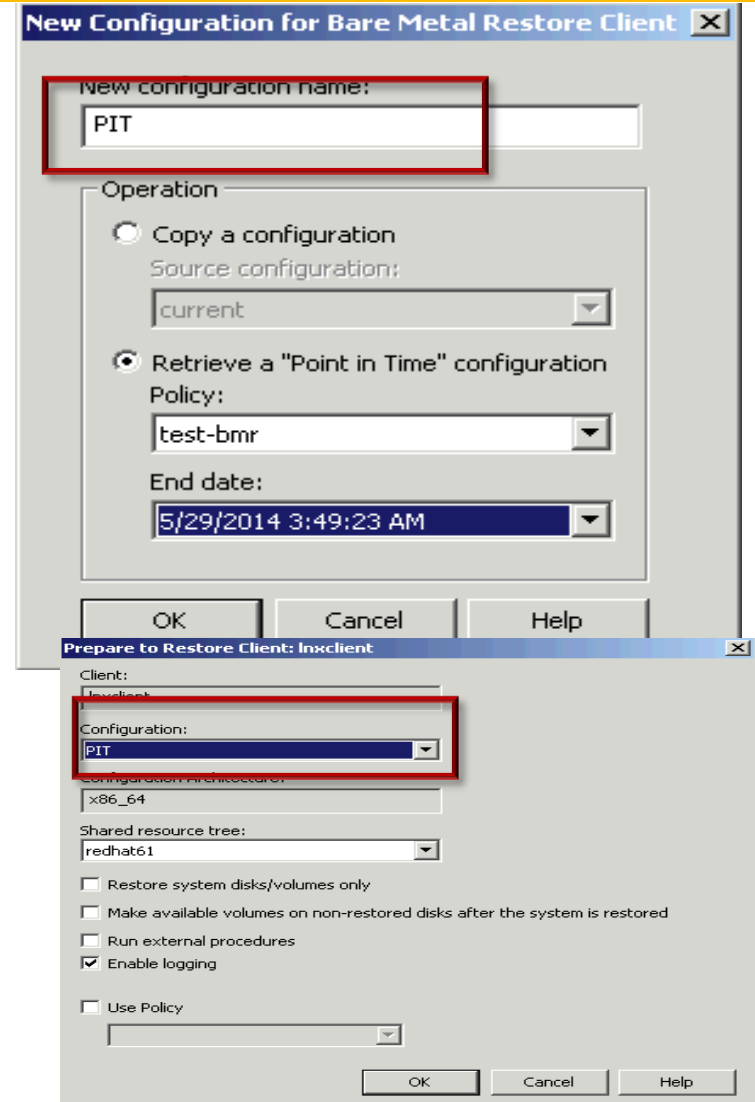 New Configuration for Bare Metal Restore Client
New configuration name:
PIT
Operation
Copy a configuration
Source configuration:
current
Retrieve a "Point in Time" configuration
Policy:
test-bmr
End date:
5/29/2014 3:49:23 AM
OK Cancel Help
Prepare to Restore Client: lnxclient
Client:
lnxclient
Configuration:
PIT
Configuration Architecture:
x86_64
Shared resource tree:
redhat61
Restore system disks/volumes only
Make available volumes on non-restored disks after the system is restored
Run external procedures
Enable logging
Use Policy
OK Cancel Help